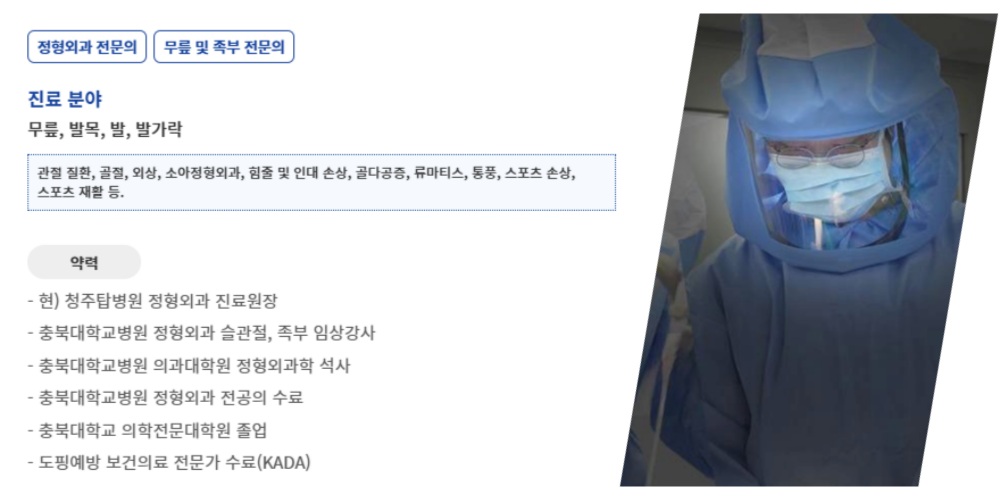 정형외과 전문의 무릎 및 족부 전문의
진료 분야
무릎, 발목, 발, 발가락
관절 질환, 골절, 외상, 소아정형외과, 힘줄 및 인대 손상, 골다공증, 류마티스, 통풍, 스포츠 손상,
스포츠 재활 등.
약력
- 현) 청주탑병원 정형외과 진료원장
- 충북대학교병원 정형외과 슬관절, 족부 임상강사
- 충북대학교병원 의과대학원 정형외과학 석사
- 충북대학교병원 정형외과 전공의 수료
- 충북대학교 의학전문대학원 졸업
- 도핑예방 보건의료 전문가 수료(KADA)